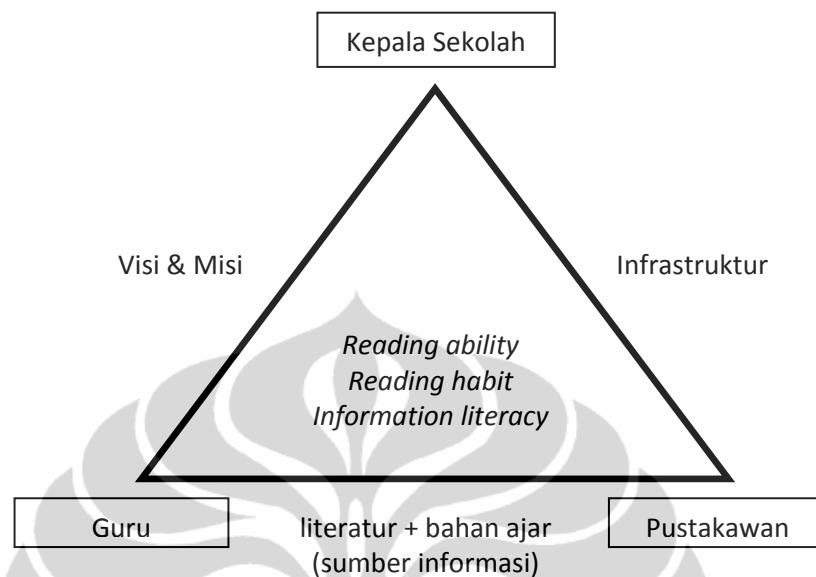 Kepala Sekolah
Visi & Misi
Infrastruktur
Reading ability
Reading habit
Information literacy
Guru
literatur + bahan ajar
(sumber informasi)
Pustakawan